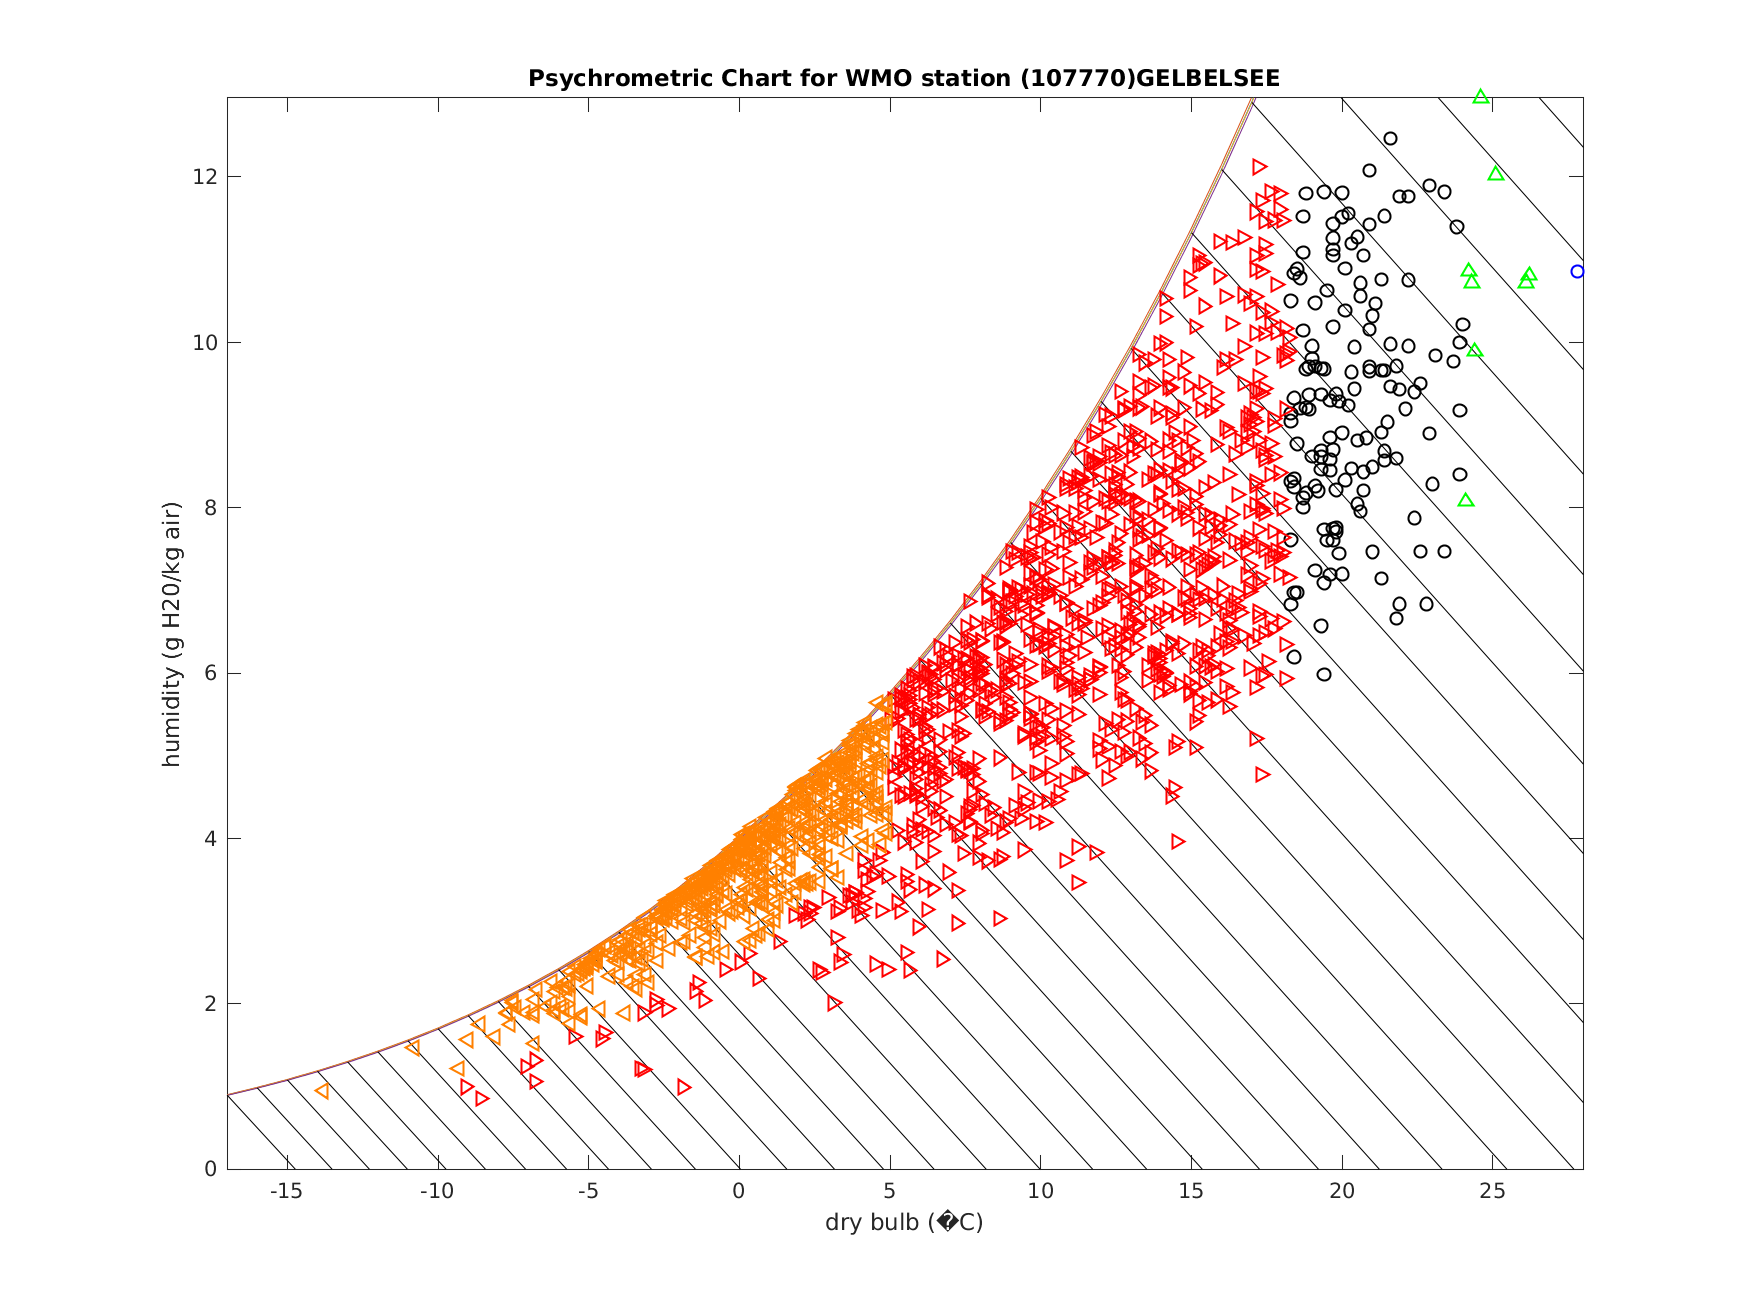 Psychrometric Chart for WMO station (107770)GELBELSEE
humidity (g H20/kg air)
12
10
8
6
4
2
0
-15 -10 -5 0 5 10 15 20 25
dry bulb (�C)